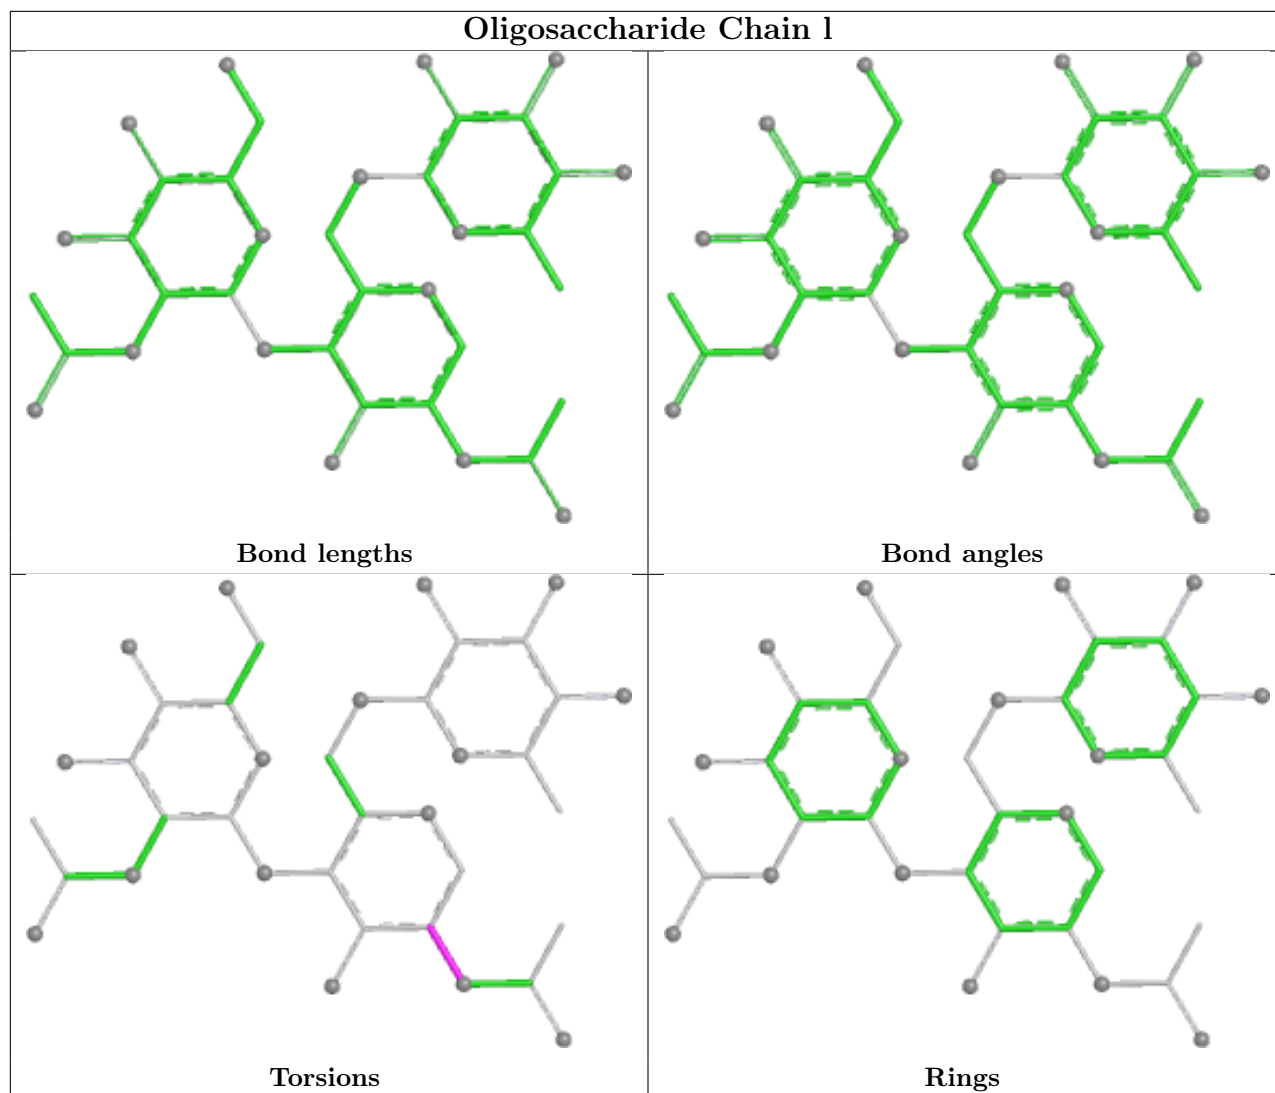 Oligosaccharide Chain l
Bond lengths
Bond angles
Torsions
Rings